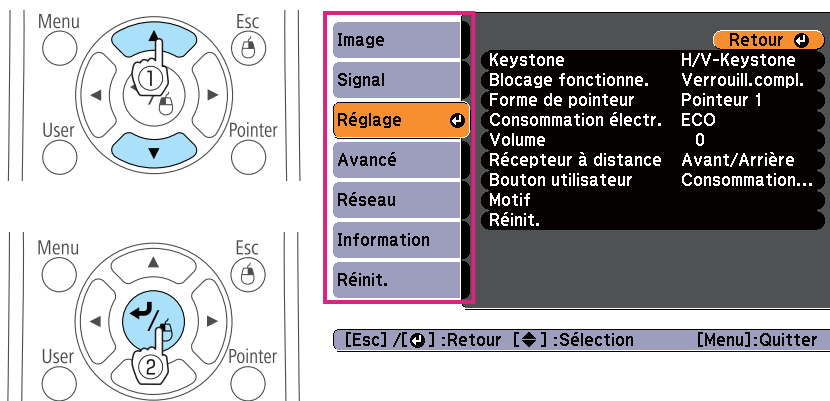 Menu
Esc
1
User
Pointer
Menu
Esc
2
User
Pointer
Image
Signal
Réglage
Avancé
Réseau
Information
Réinit.
Retour
Keystone H/V-Keystone
Blocage fonctionne. Verrouill.compl.
Forme de pointeur Pointeur 1
Consommation électr. ECO
Volume 0
Récepteur à distance Avant/Arrière
Bouton utilisateur Consommation...
Motif
Réinit.
[Esc] /[⏎] :Retour [◆] :Sélection [Menu]:Quitter